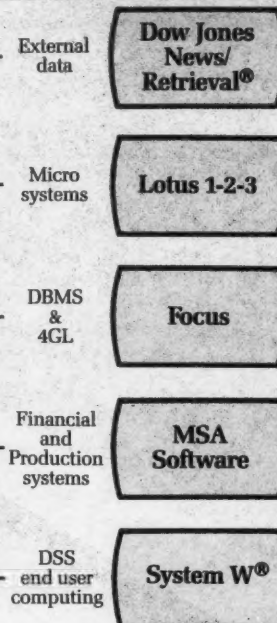 External
data
Dow Jones
News/
Retrieval®
Micro
systems
Lotus 1-2-3
DBMS
&
4GL
Focus
Financial
and
Production
systems
MSA
Software
DSS
end user
computing
System W®